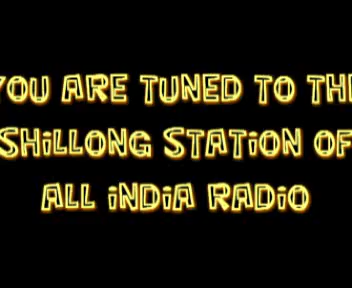 YOU ARE TUNED TO THE
SHiLLONG STATiON OF
ALL iNDiA RADiO